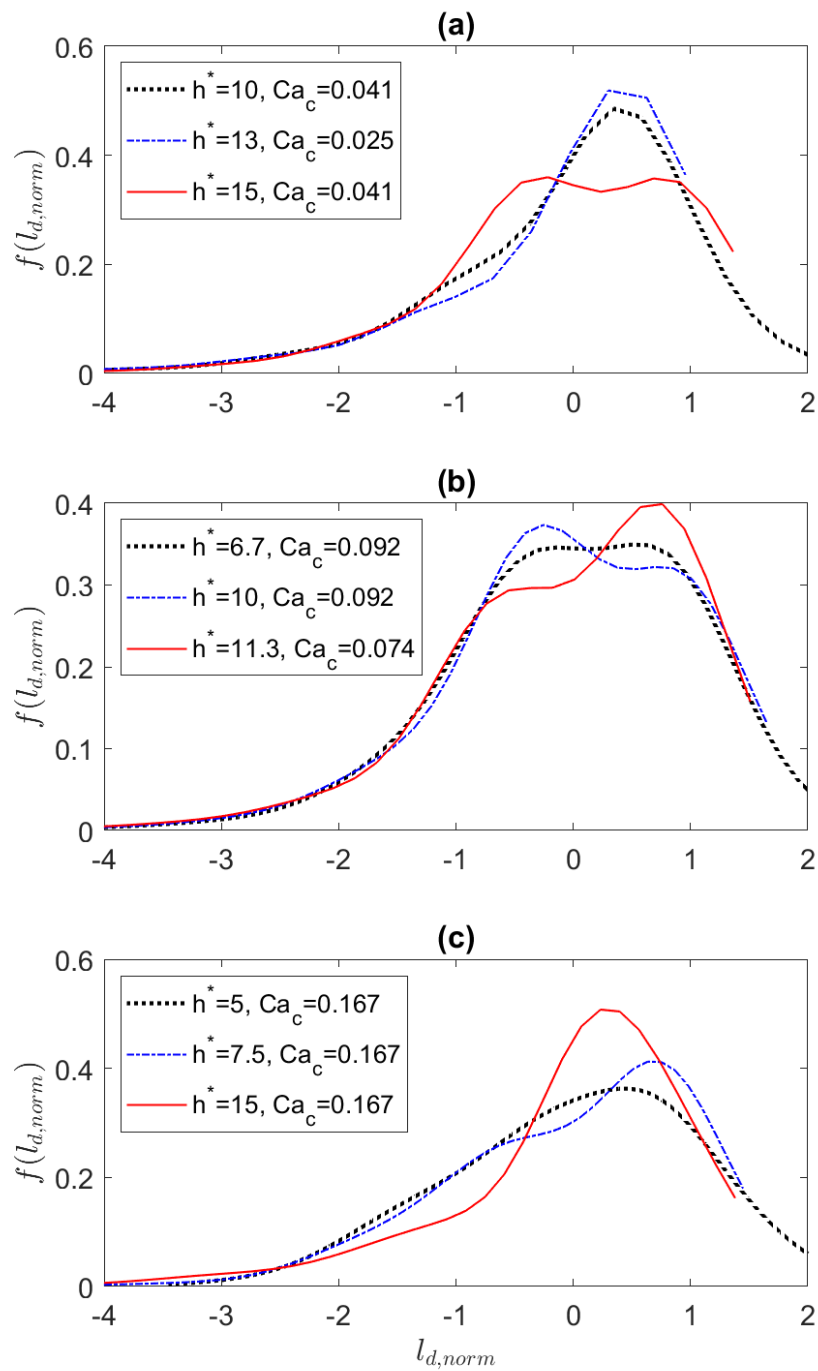 (a)
0.6
0.4
0.2
0
f(l_{d,norm})
h^*=10, Ca_c=0.041
h^*=13, Ca_c=0.025
h^*=15, Ca_c=0.041
-4 -3 -2 -1 0 1 2
(b)
0.4
0.3
0.2
0.1
0
f(l_{d,norm})
h^*=6.7, Ca_c=0.092
h^*=10, Ca_c=0.092
h^*=11.3, Ca_c=0.074
-4 -3 -2 -1 0 1 2
(c)
0.6
0.4
0.2
0
f(l_{d,norm})
h^*=5, Ca_c=0.167
h^*=7.5, Ca_c=0.167
h^*=15, Ca_c=0.167
-4 -3 -2 -1 0 1 2
l_{d,norm}